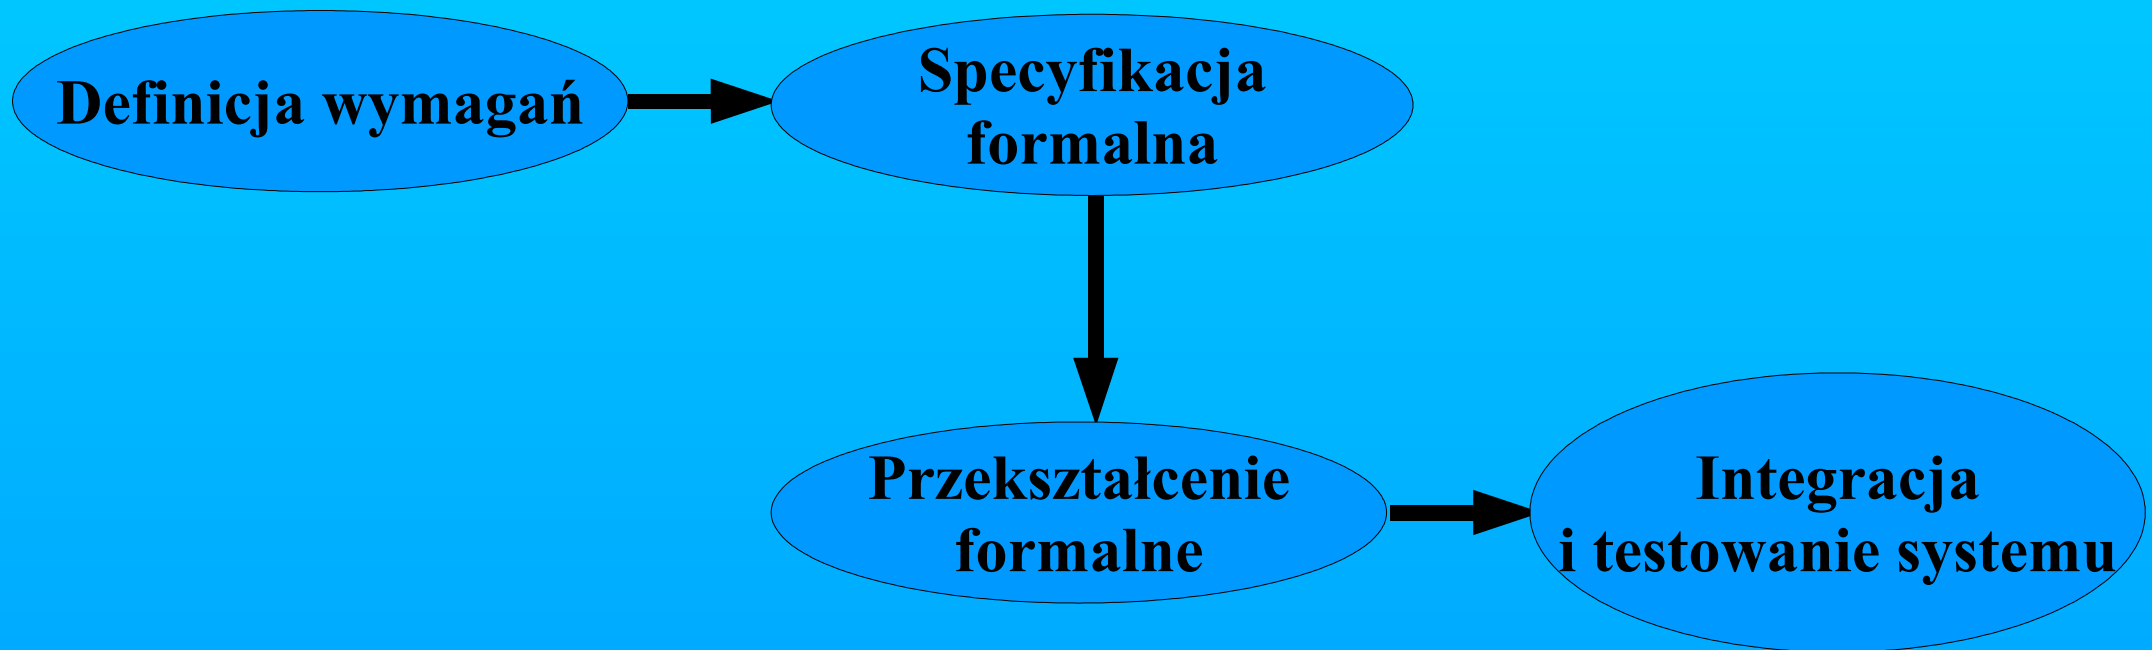 Definicja wymagań
Specyfikacja
formalna
Przekształcenie
formalne
Integracja
i testowanie systemu